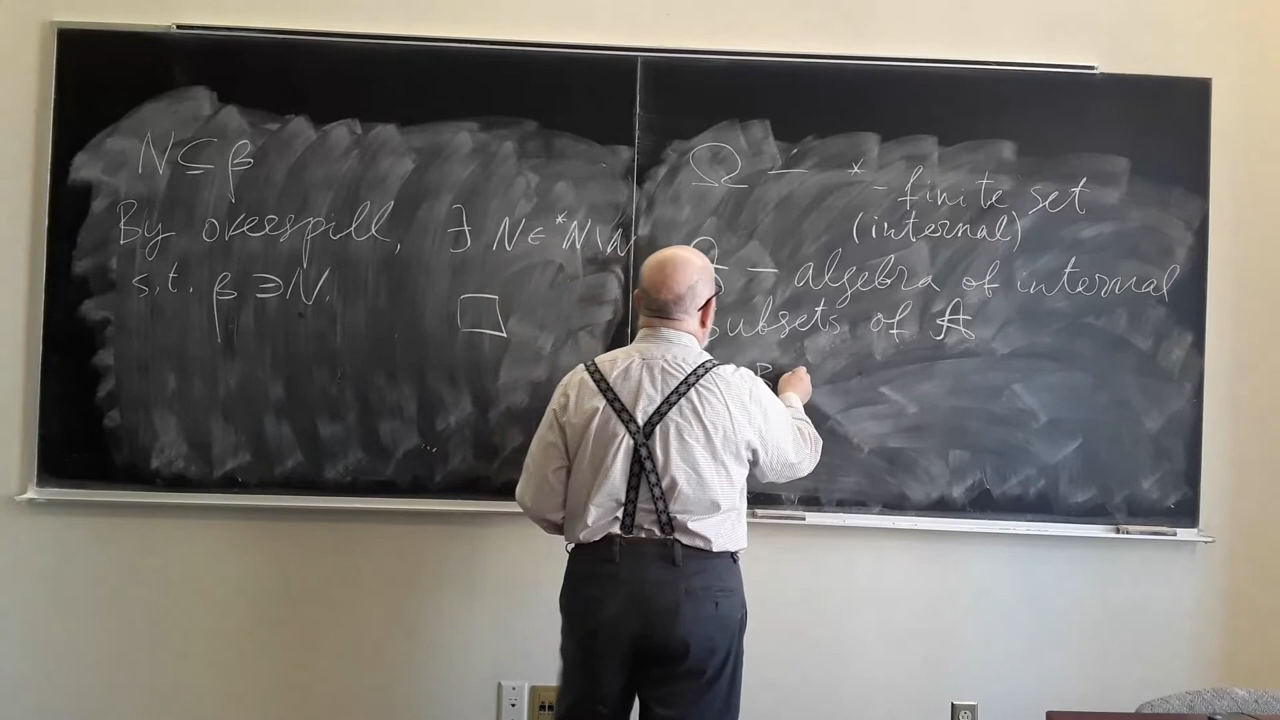 N ⊆ β
By overspill, ∃ N ∈ *N \ N
s.t. β ∋ N.
□
Ω — *-finite set
(internal)
— algebra of internal
subsets of A
P